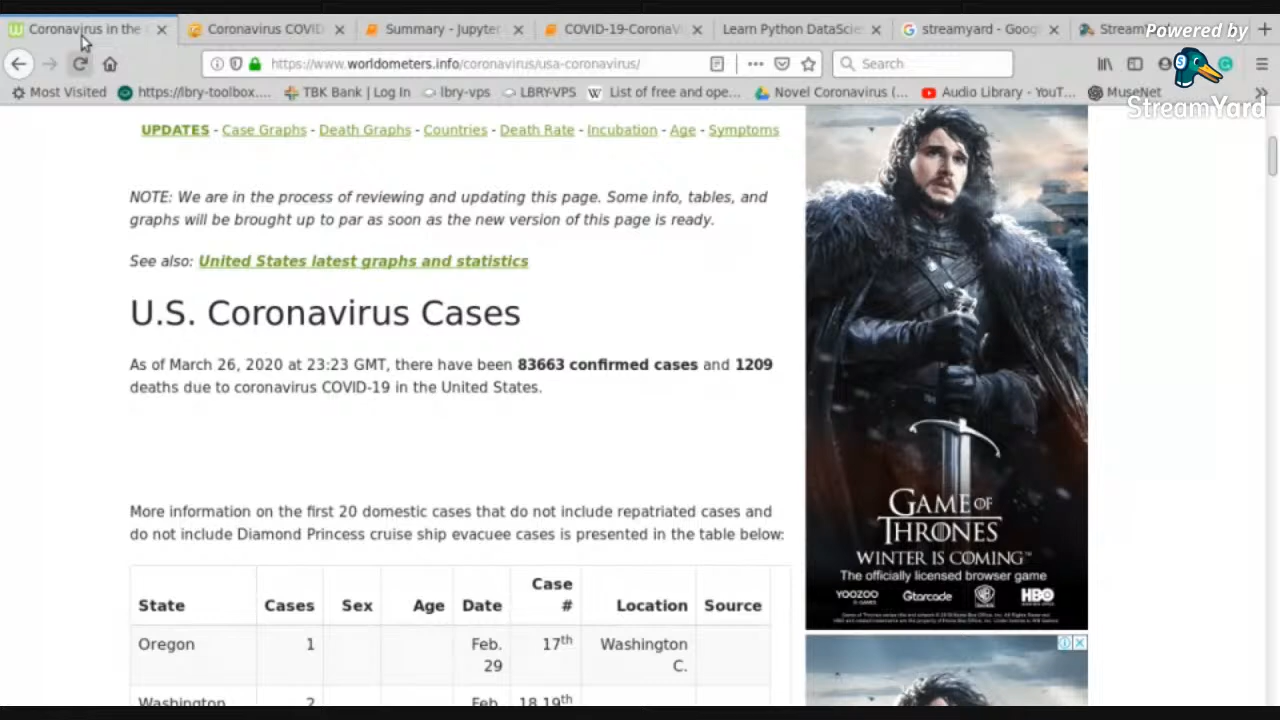 Coronavirus in the
Coronavirus COVID
Summary - Jupyter
COVID-19-CoronaV
Learn Python DataScie
streamyard - Goog
Stream
Powered by
https://www.worldometers.info/coronavirus/usa-coronavirus/
Search
StreamYard
Most Visited
https://lbry-toolbox....
TBK Bank | Log In
lbry-vps
LBRY-VPS
List of free and ope...
Novel Coronavirus (...
Audio Library - YouT...
MuseNet
UPDATES - Case Graphs - Death Graphs - Countries - Death Rate - Incubation - Age - Symptoms
NOTE: We are in the process of reviewing and updating this page. Some info, tables, and
graphs will be brought up to par as soon as the new version of this page is ready.
See also: United States latest graphs and statistics
U.S. Coronavirus Cases
As of March 26, 2020 at 23:23 GMT, there have been 83663 confirmed cases and 1209
deaths due to coronavirus COVID-19 in the United States.
More information on the first 20 domestic cases that do not include repatriated cases and
do not include Diamond Princess cruise ship evacuee cases is presented in the table below:
State Cases Sex Age Date Case # Location Source
Oregon 1 Feb. 29 17th Washington C.
Washington 2 Feb. 18,19th
GAME OF
THRONES
WINTER IS COMING™
The officially licensed browser game
YOOZOO
GAMES
Gtarcade
HBO